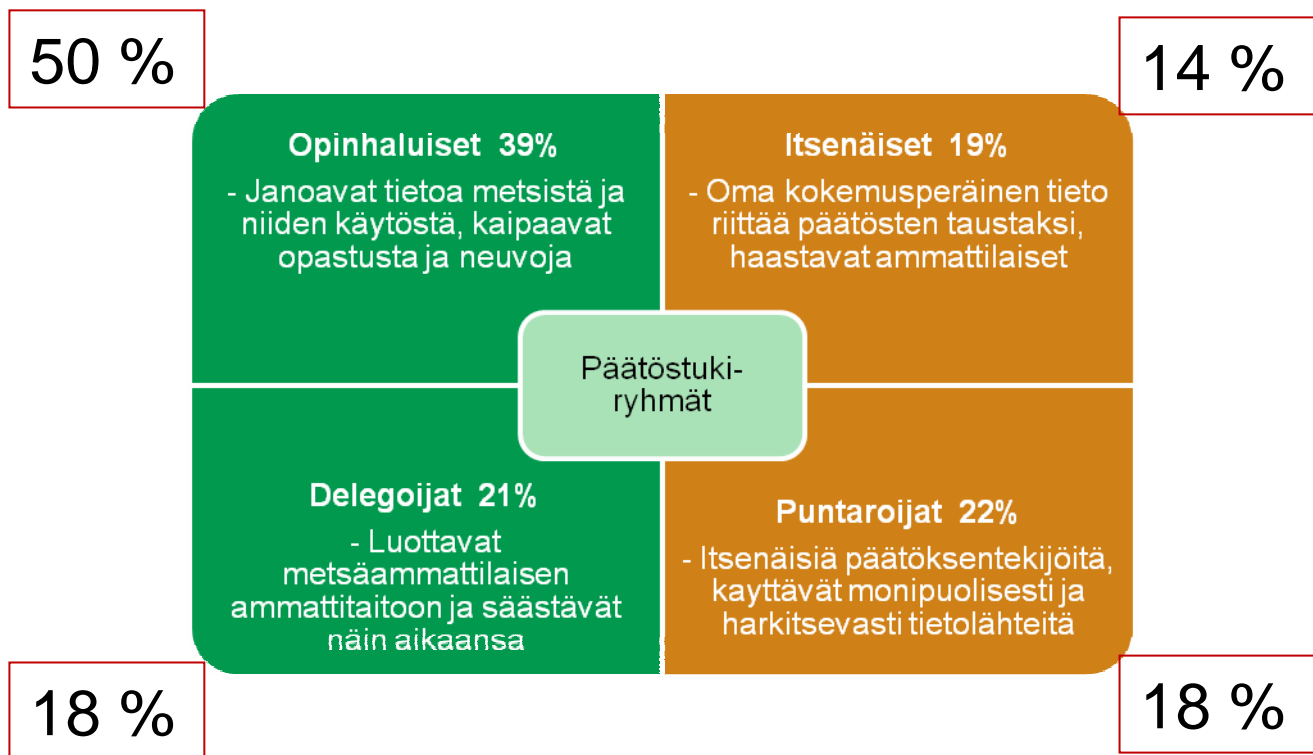 50 %
14 %
Opinhaluiset 39%
- Janoavat tietoa metsistä ja
niiden käytöstä, kaipaavat
opastusta ja neuvoja
Itsenäiset 19%
- Oma kokemusperäinen tieto
riittää päätösten taustaksi,
haastavat ammattilaiset
Päätöstuki-
ryhmät
Delegoijat 21%
- Luottavat
metsäammattilaisen
ammattitaitoon ja säästävät
näin aikaansa
Puntaroijat 22%
- Itsenäisiä päätöksentekijöitä,
kayttävät monipuolisesti ja
harkitsevasti tietolähteitä
18 %
18 %